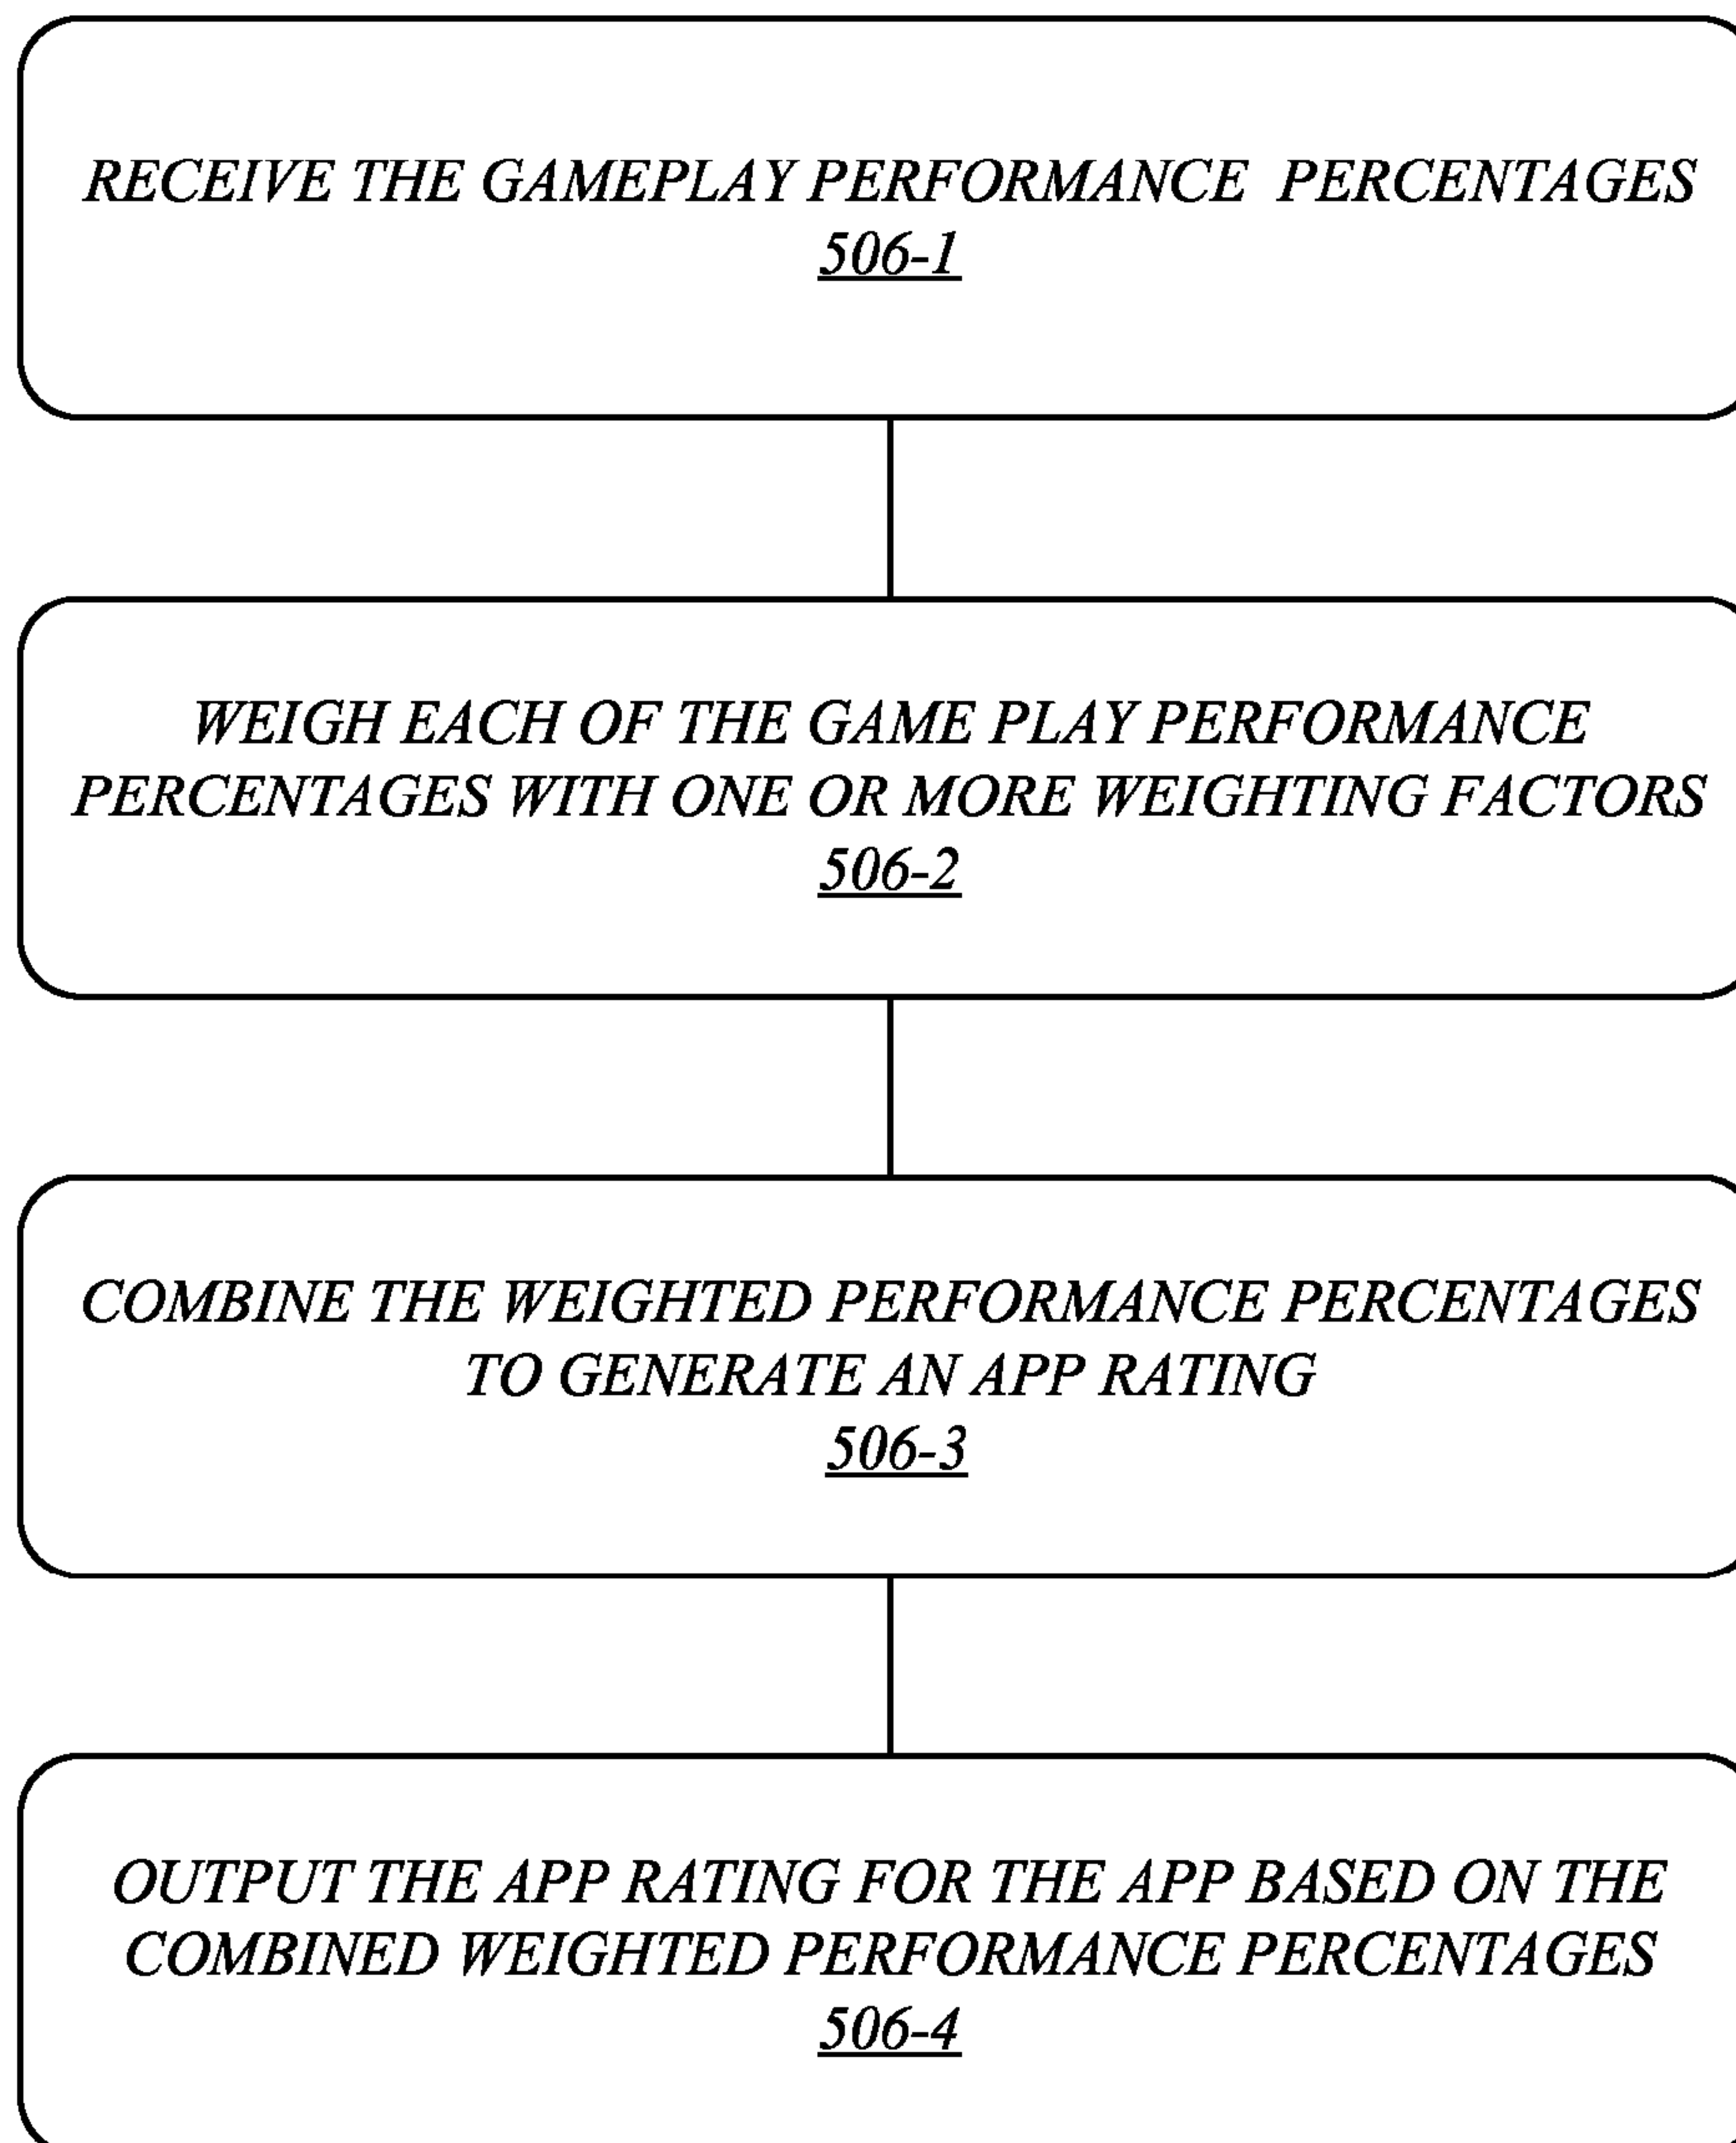 RECEIVE THE GAMEPLAY PERFORMANCE PERCENTAGES
506-1
WEIGH EACH OF THE GAME PLAY PERFORMANCE
PERCENTAGES WITH ONE OR MORE WEIGHTING FACTORS
506-2
COMBINE THE WEIGHTED PERFORMANCE PERCENTAGES
TO GENERATE AN APP RATING
506-3
OUTPUT THE APP RATING FOR THE APP BASED ON THE
COMBINED WEIGHTED PERFORMANCE PERCENTAGES
506-4